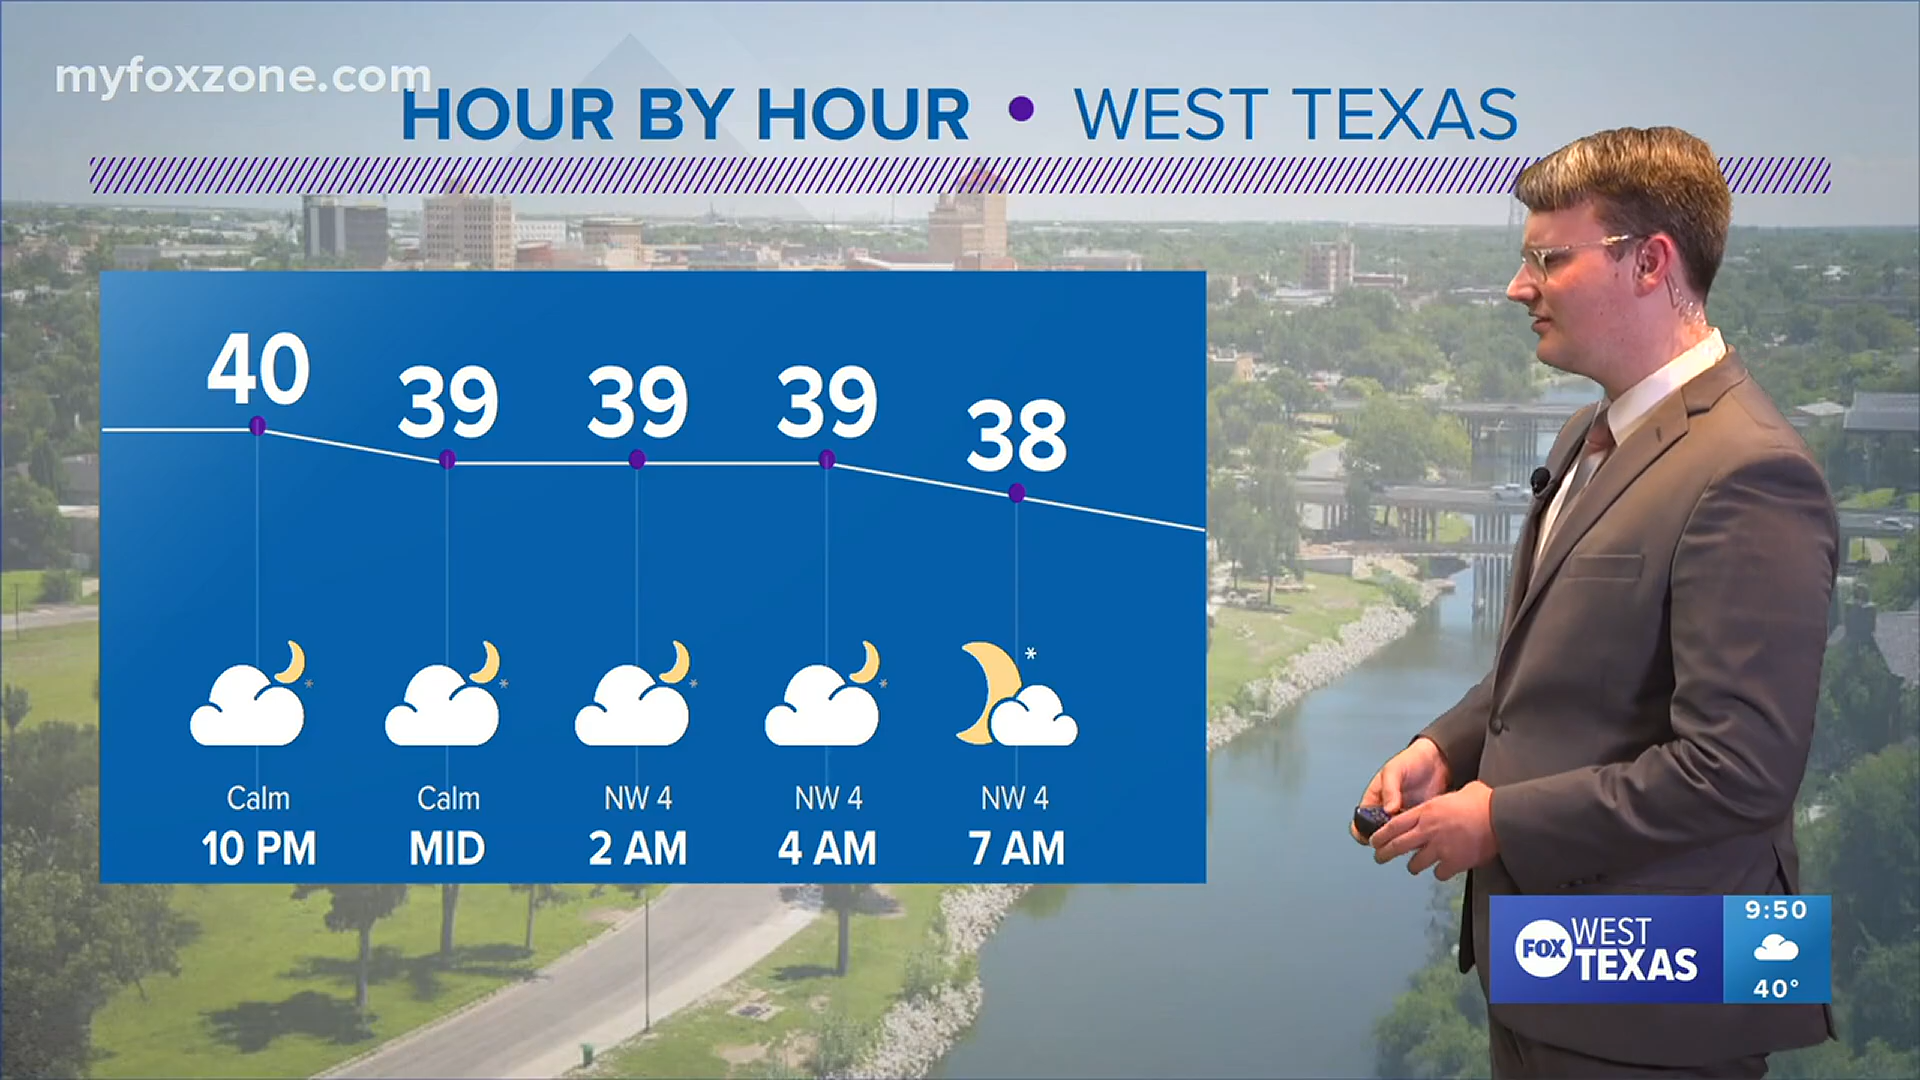 myfoxzone.com
HOUR BY HOUR • WEST TEXAS
40 39 39 39 38
Calm Calm NW 4 NW 4 NW 4
10 PM MID 2 AM 4 AM 7 AM
9:50
FOX WEST TEXAS
40°